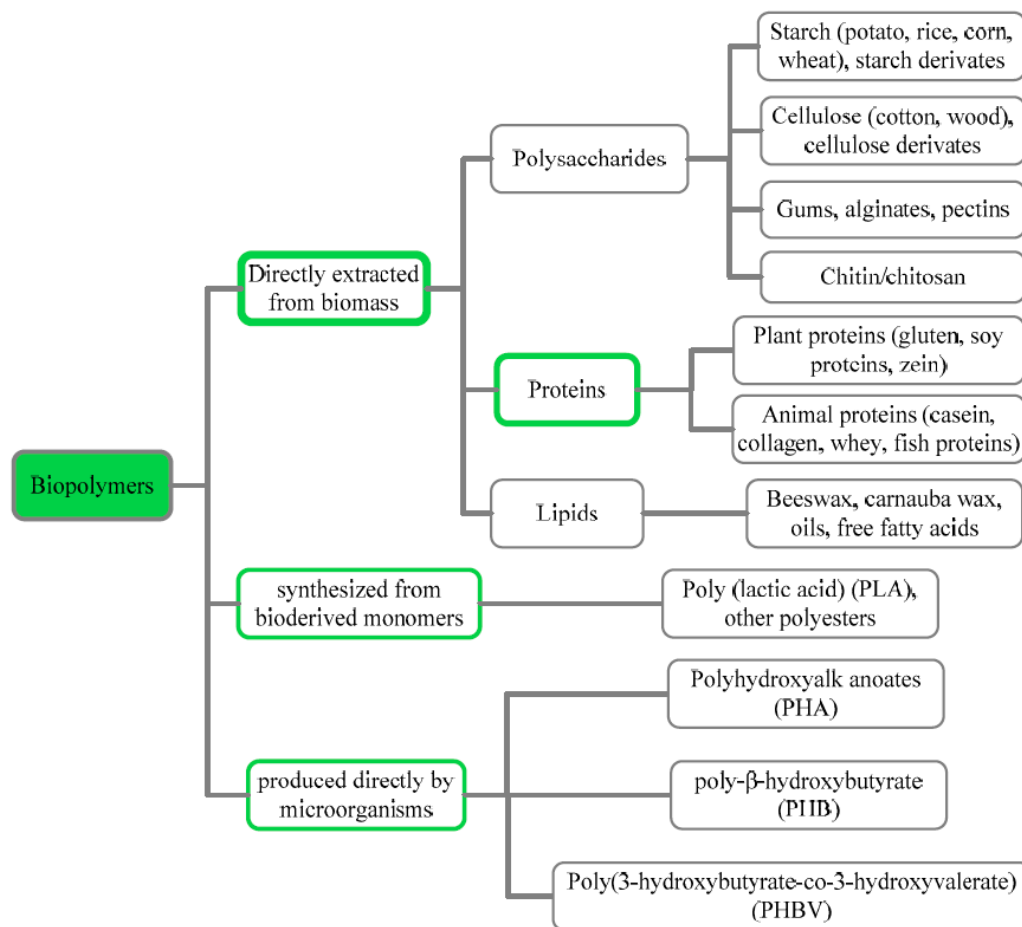 Starch (potato, rice, corn,
wheat), starch derivates
Cellulose (cotton, wood),
cellulose derivates
Polysaccharides
Gums, alginates, pectins
Directly extracted
from biomass
Chitin/chitosan
Plant proteins (gluten, soy
proteins, zein)
Proteins
Animal proteins (casein,
collagen, whey, fish proteins)
Biopolymers
Lipids
Beeswax, carnauba wax,
oils, free fatty acids
synthesized from
bioderived monomers
Poly (lactic acid) (PLA),
other polyesters
Polyhydroxyalk anoates
(PHA)
produced directly by
microorganisms
poly-β-hydroxybutyrate
(PHB)
Poly(3-hydroxybutyrate-co-3-hydroxyvalerate)
(PHBV)